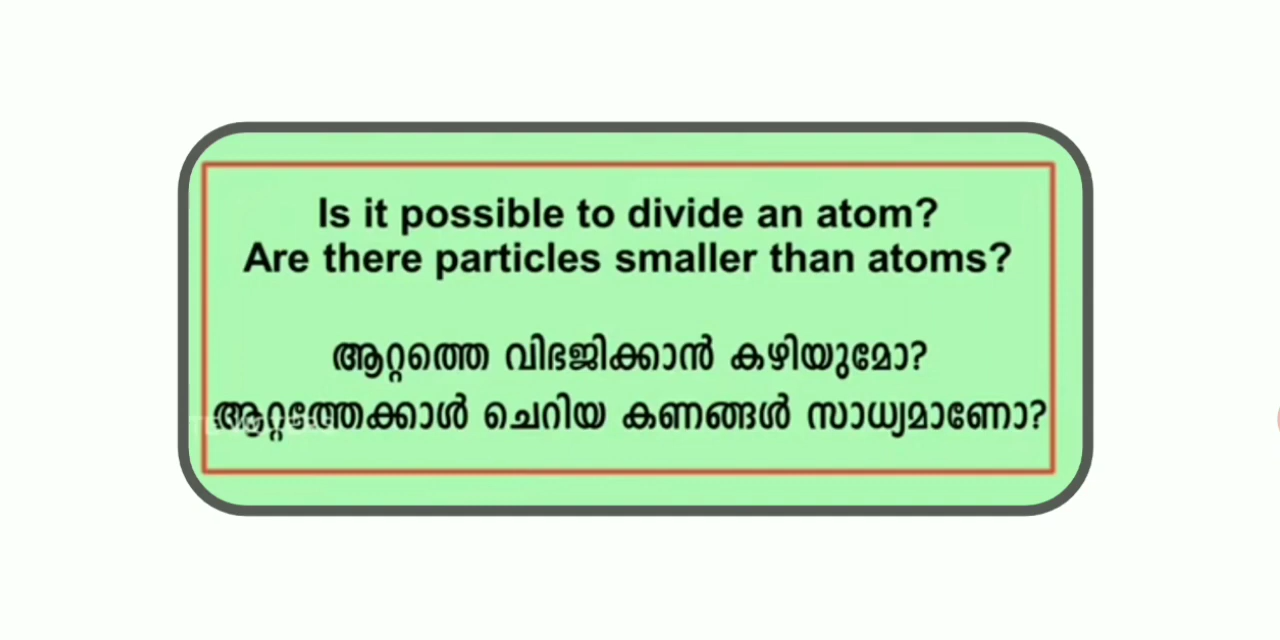 Is it possible to divide an atom?
Are there particles smaller than atoms?
ആറ്റത്തെ വിഭജിക്കാൻ കഴിയുമോ?
ആറ്റത്തേക്കാൾ ചെറിയ കണങ്ങൾ സാധ്യമാണോ?